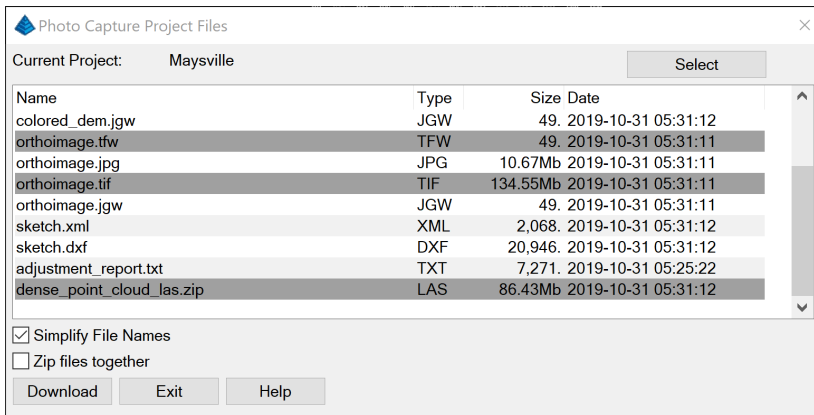 Photo Capture Project Files
Current Project: Maysville Select
Name Type Size Date
colored_dem.jgw JGW 49. 2019-10-31 05:31:12
orthoimage.tfw TFW 49. 2019-10-31 05:31:11
orthoimage.jpg JPG 10.67Mb 2019-10-31 05:31:11
orthoimage.tif TIF 134.55Mb 2019-10-31 05:31:11
orthoimage.jgw JGW 49. 2019-10-31 05:31:11
sketch.xml XML 2,068. 2019-10-31 05:31:12
sketch.dxf DXF 20,946. 2019-10-31 05:31:12
adjustment_report.txt TXT 7,271. 2019-10-31 05:25:22
dense_point_cloud_las.zip LAS 86.43Mb 2019-10-31 05:31:12
Simplify File Names
Zip files together
Download Exit Help